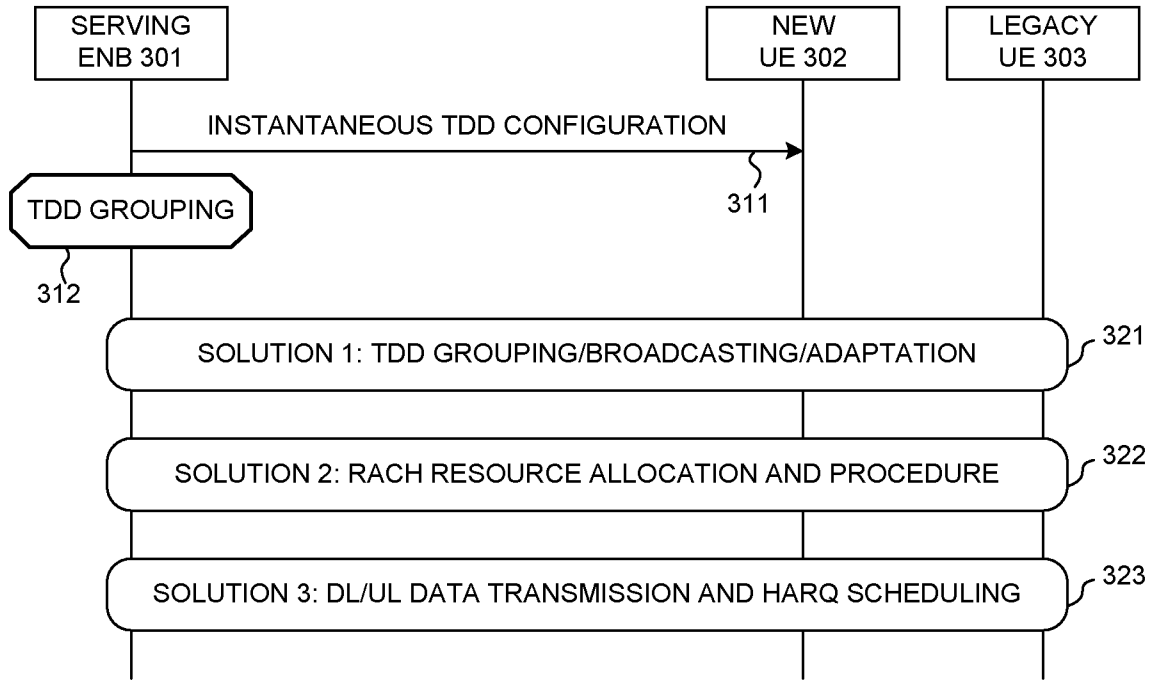 SERVING
ENB 301
NEW
UE 302
LEGACY
UE 303
INSTANTANEOUS TDD CONFIGURATION
311
TDD GROUPING
312
SOLUTION 1: TDD GROUPING/BROADCASTING/ADAPTATION
321
SOLUTION 2: RACH RESOURCE ALLOCATION AND PROCEDURE
322
SOLUTION 3: DL/UL DATA TRANSMISSION AND HARQ SCHEDULING
323